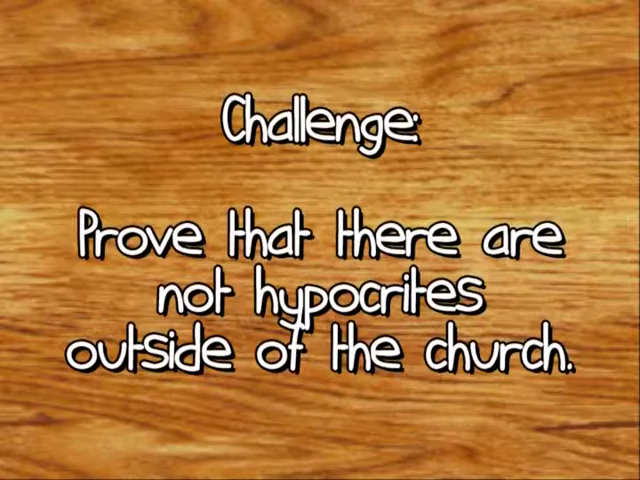 Challenge:
Prove that there are
not hypocrites
outside of the church.